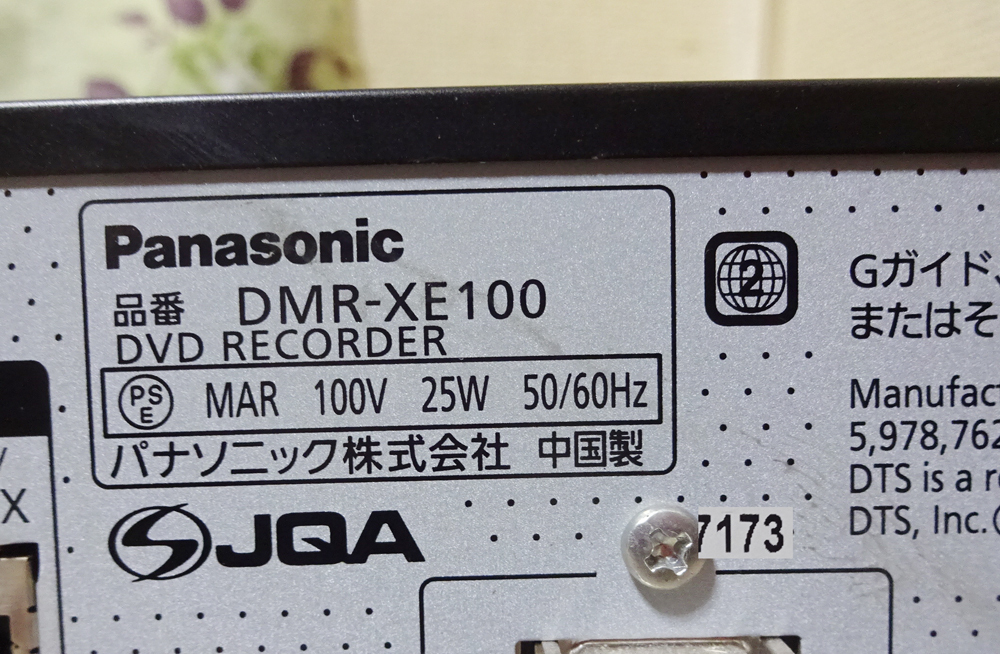 Panasonic
品番 DMR-XE100
DVD RECORDER
PS E MAR 100V 25W 50/60Hz
パナソニック株式会社 中国製
JQA
7173
2
Gガイド、
またはそ
Manufac
5,978,762
DTS is a r
DTS, Inc.
X